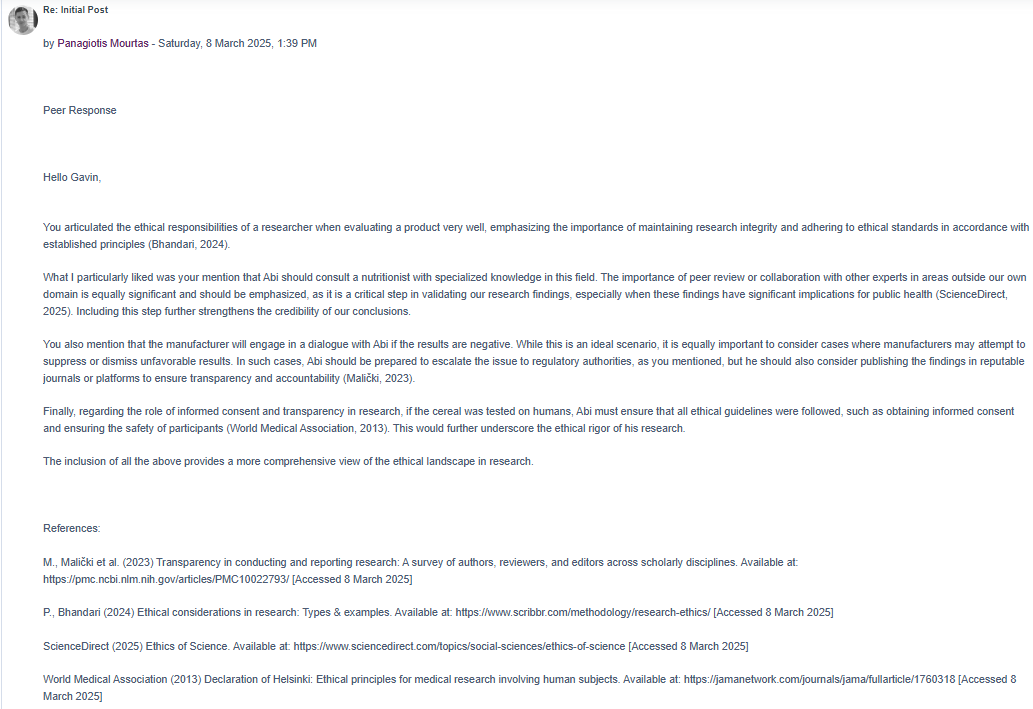 Re: Initial Post
by Panagiotis Mourtas - Saturday, 8 March 2025, 1:39 PM
Peer Response
Hello Gavin,
You articulated the ethical responsibilities of a researcher when evaluating a product very well, emphasizing the importance of maintaining research integrity and adhering to ethical standards in accordance with
established principles (Bhandari, 2024).
What I particularly liked was your mention that Abi should consult a nutritionist with specialized knowledge in this field. The importance of peer review or collaboration with other experts in areas outside our own
domain is equally significant and should be emphasized, as it is a critical step in validating our research findings, especially when these findings have significant implications for public health (ScienceDirect,
2025). Including this step further strengthens the credibility of our conclusions.
You also mention that the manufacturer will engage in a dialogue with Abi if the results are negative. While this is an ideal scenario, it is equally important to consider cases where manufacturers may attempt to
suppress or dismiss unfavorable results. In such cases, Abi should be prepared to escalate the issue to regulatory authorities, as you mentioned, but he should also consider publishing the findings in reputable
journals or platforms to ensure transparency and accountability (Malički, 2023).
Finally, regarding the role of informed consent and transparency in research, if the cereal was tested on humans, Abi must ensure that all ethical guidelines were followed, such as obtaining informed consent
and ensuring the safety of participants (World Medical Association, 2013). This would further underscore the ethical rigor of his research.
The inclusion of all the above provides a more comprehensive view of the ethical landscape in research.
References:
M., Malički et al. (2023) Transparency in conducting and reporting research: A survey of authors, reviewers, and editors across scholarly disciplines. Available at:
https://pmc.ncbi.nlm.nih.gov/articles/PMC10022793/ [Accessed 8 March 2025]
P., Bhandari (2024) Ethical considerations in research: Types & examples. Available at: https://www.scribbr.com/methodology/research-ethics/ [Accessed 8 March 2025]
ScienceDirect (2025) Ethics of Science. Available at: https://www.sciencedirect.com/topics/social-sciences/ethics-of-science [Accessed 8 March 2025]
World Medical Association (2013) Declaration of Helsinki: Ethical principles for medical research involving human subjects. Available at: https://jamanetwork.com/journals/jama/fullarticle/1760318 [Accessed 8
March 2025]